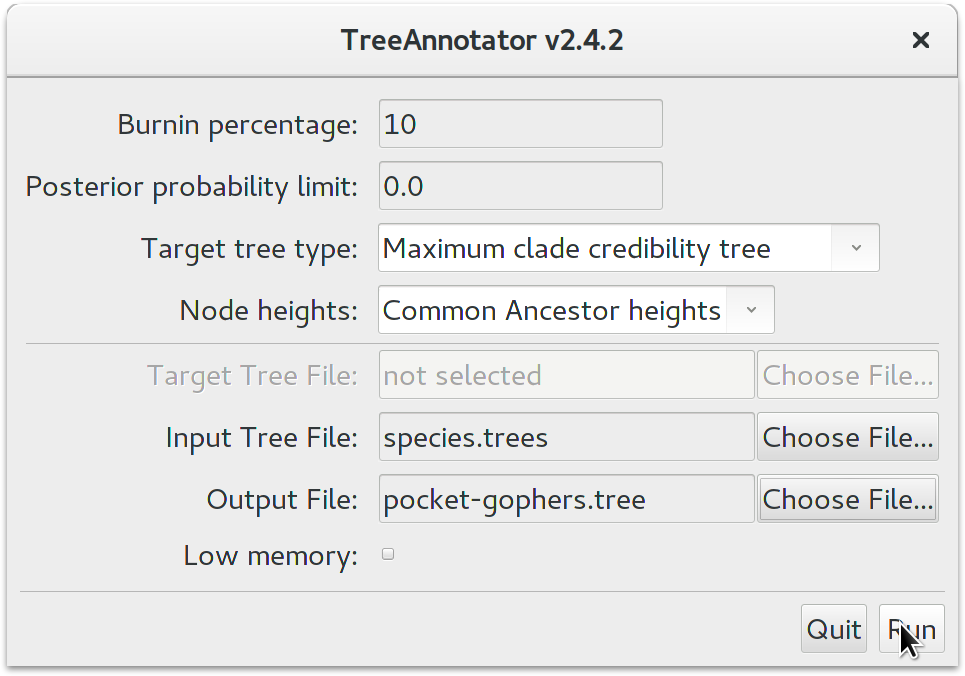 TreeAnnotator v2.4.2
Burnin percentage: 10
Posterior probability limit: 0.0
Target tree type: Maximum clade credibility tree
Node heights: Common Ancestor heights
Target Tree File: not selected Choose File...
Input Tree File: species.trees Choose File...
Output File: pocket-gophers.tree Choose File...
Low memory:
Quit Run